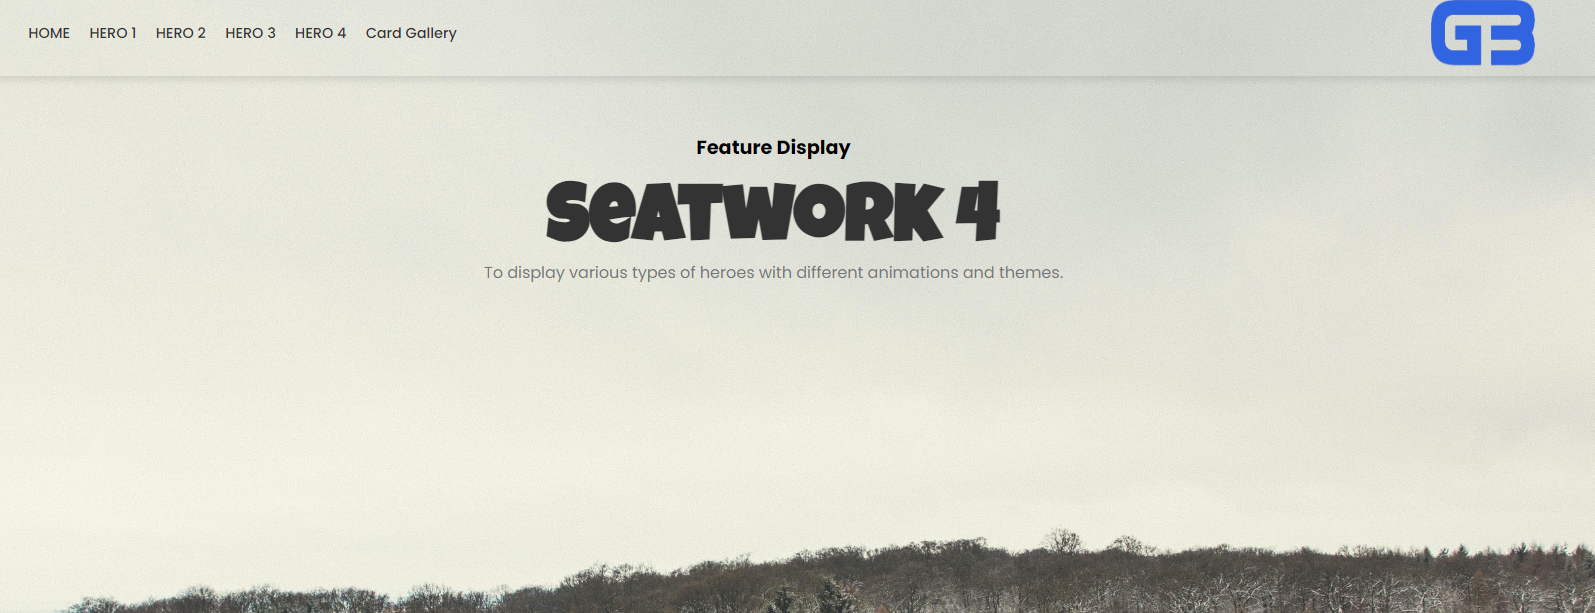 HOME HERO 1 HERO 2 HERO 3 HERO 4 Card Gallery
GB
Feature Display
SeATWORK 4
To display various types of heroes with different animations and themes.